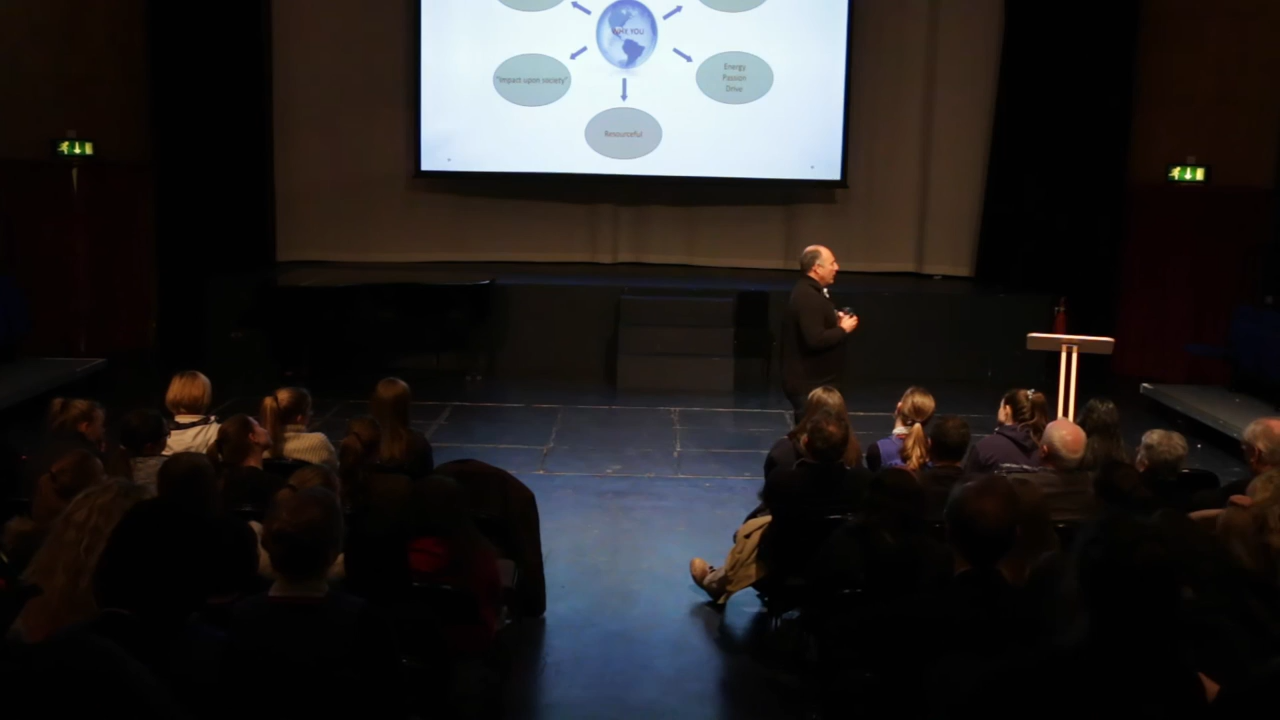 "Impact upon society"
Energy
Passion
Drive
Resourceful